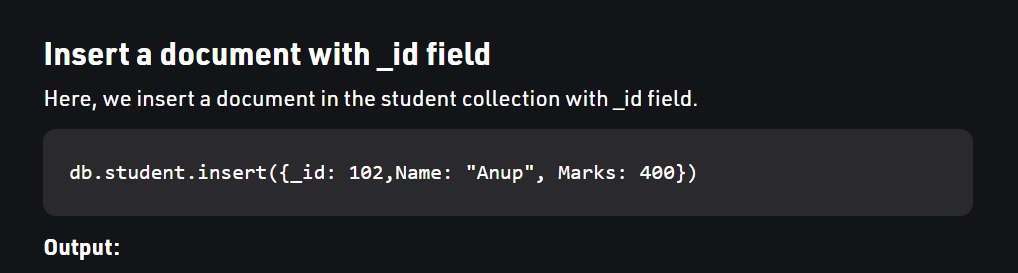 Insert a document with _id field
Here, we insert a document in the student collection with _id field.
db.student.insert({_id: 102,Name: "Anup", Marks: 400})
Output: